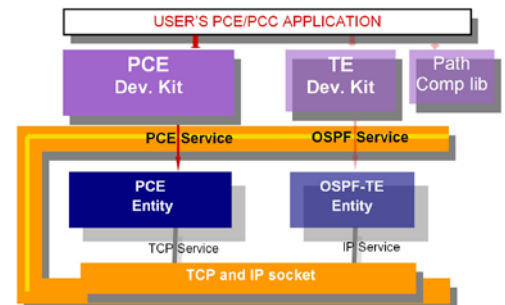 USER'S PCE/PCC APPLICATION
PCE
Dev. Kit
TE
Dev. Kit
Path
Comp lib
PCE Service
OSPF Service
PCE
Entity
OSPF-TE
Entity
TCP Service
IP Service
TCP and IP socket